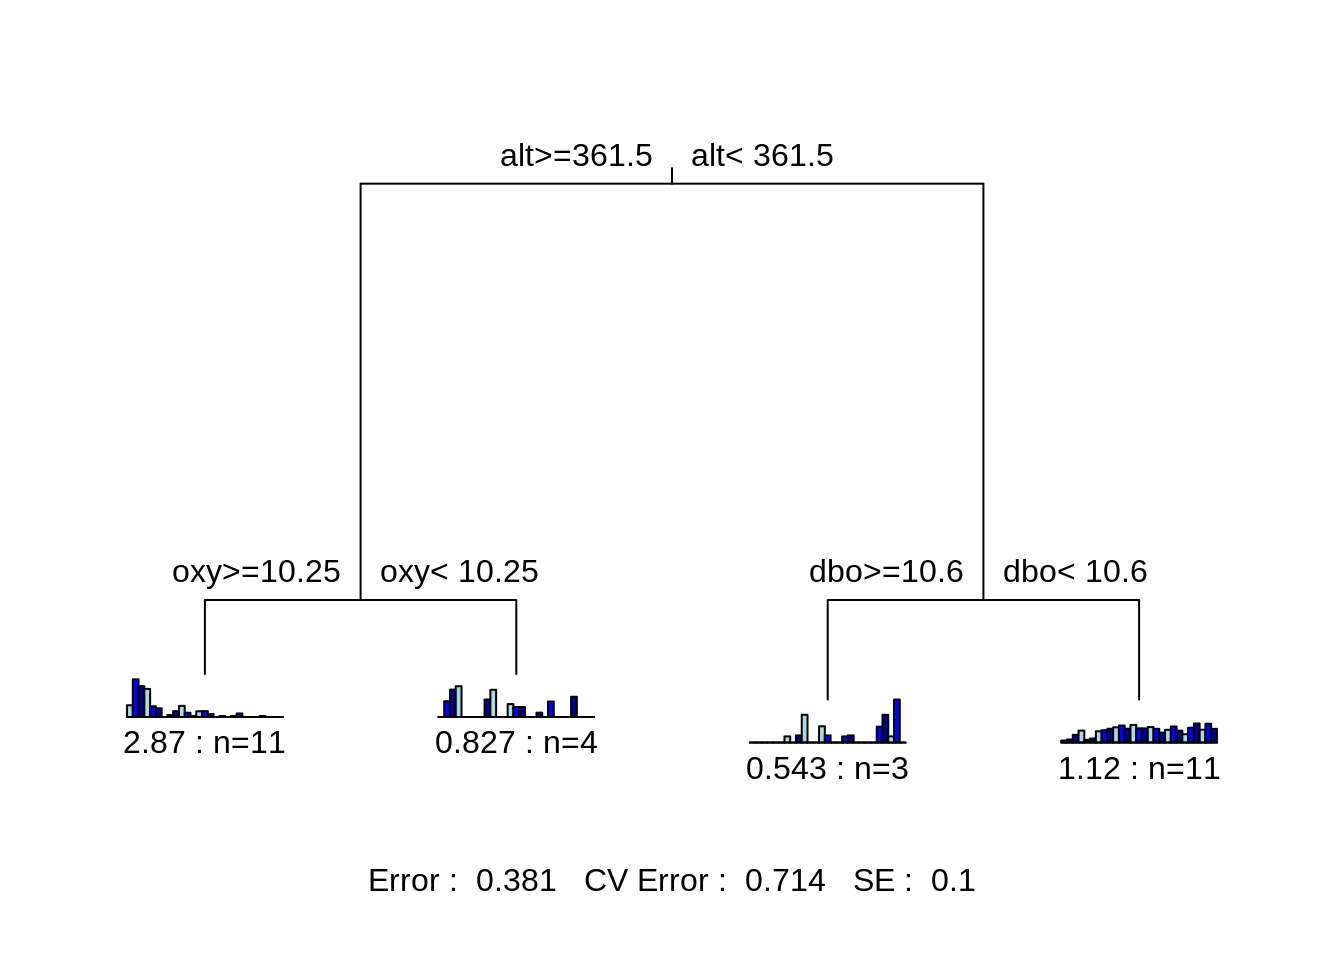 alt>=361.5 alt< 361.5
oxy>=10.25 oxy< 10.25 dbo>=10.6 dbo< 10.6
2.87 : n=11 0.827 : n=4 0.543 : n=3 1.12 : n=11
Error : 0.381 CV Error : 0.714 SE : 0.1